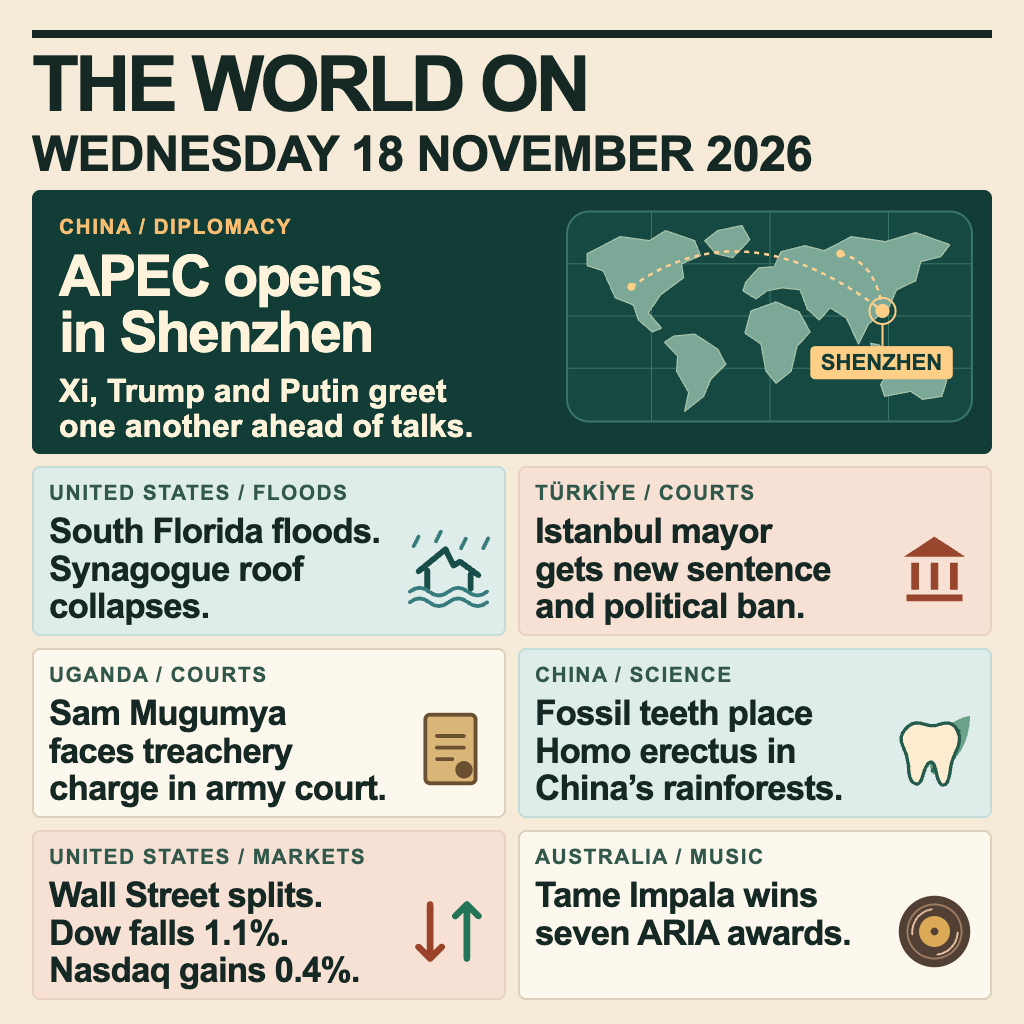 THE WORLD ON
WEDNESDAY 18 NOVEMBER 2026
CHINA / DIPLOMACY
APEC opens
in Shenzhen
Xi, Trump and Putin greet
one another ahead of talks.
SHENZHEN
UNITED STATES / FLOODS
South Florida floods.
Synagogue roof
collapses.
TÜRKİYE / COURTS
Istanbul mayor
gets new sentence
and political ban.
UGANDA / COURTS
Sam Mugumya
faces treachery
charge in army court.
CHINA / SCIENCE
Fossil teeth place
Homo erectus in
China’s rainforests.
UNITED STATES / MARKETS
Wall Street splits.
Dow falls 1.1%.
Nasdaq gains 0.4%.
AUSTRALIA / MUSIC
Tame Impala wins
seven ARIA awards.